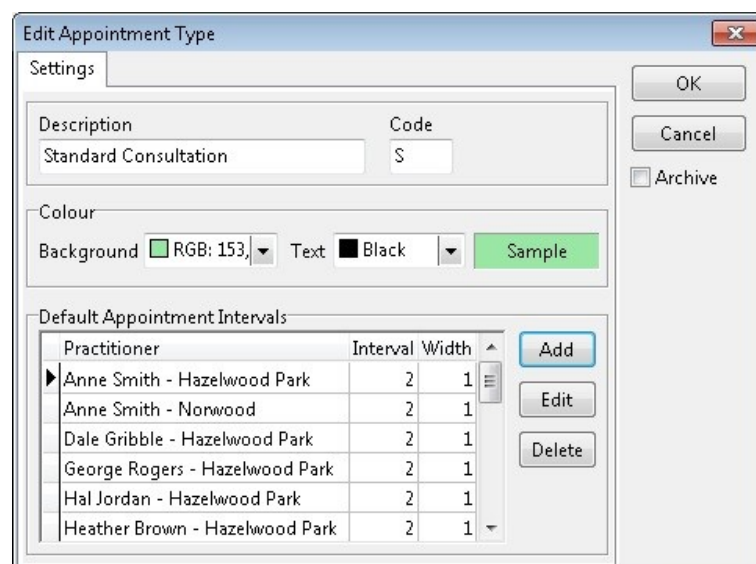 Edit Appointment Type
Settings
OK
Cancel
Archive
Description Code
Standard Consultation S
Colour
Background RGB: 153, Text Black Sample
Default Appointment Intervals
Practitioner Interval Width
Anne Smith - Hazelwood Park 2 1
Anne Smith - Norwood 2 1
Dale Gribble - Hazelwood Park 2 1
George Rogers - Hazelwood Park 2 1
Hal Jordan - Hazelwood Park 2 1
Heather Brown - Hazelwood Park 2 1
Add
Edit
Delete